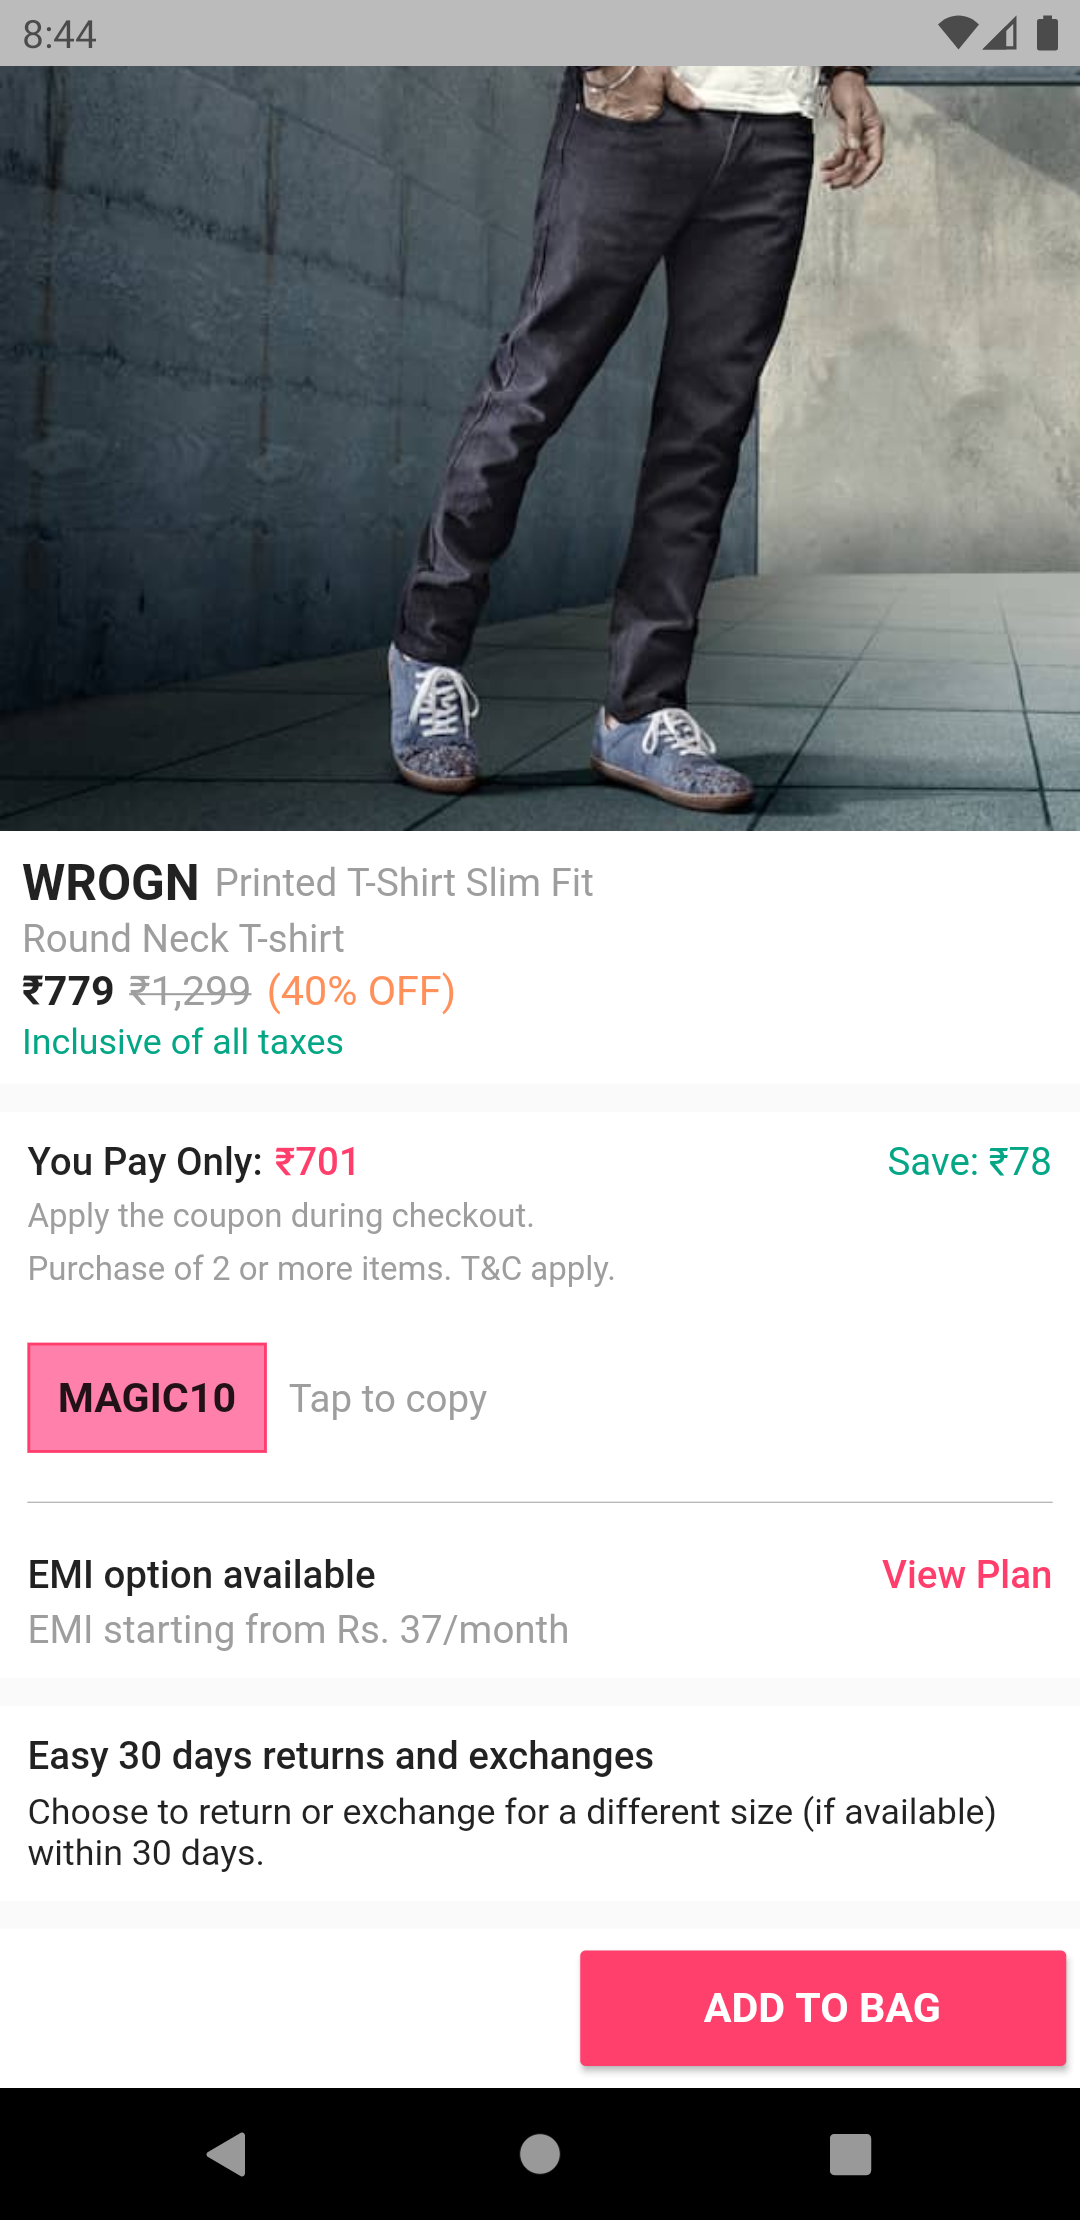 8:44
WROGN Printed T-Shirt Slim Fit
Round Neck T-shirt
₹779 ₹1,299 (40% OFF)
Inclusive of all taxes
You Pay Only: ₹701 Save: ₹78
Apply the coupon during checkout.
Purchase of 2 or more items. T&C apply.
MAGIC10 Tap to copy
EMI option available View Plan
EMI starting from Rs. 37/month
Easy 30 days returns and exchanges
Choose to return or exchange for a different size (if available)
within 30 days.
ADD TO BAG